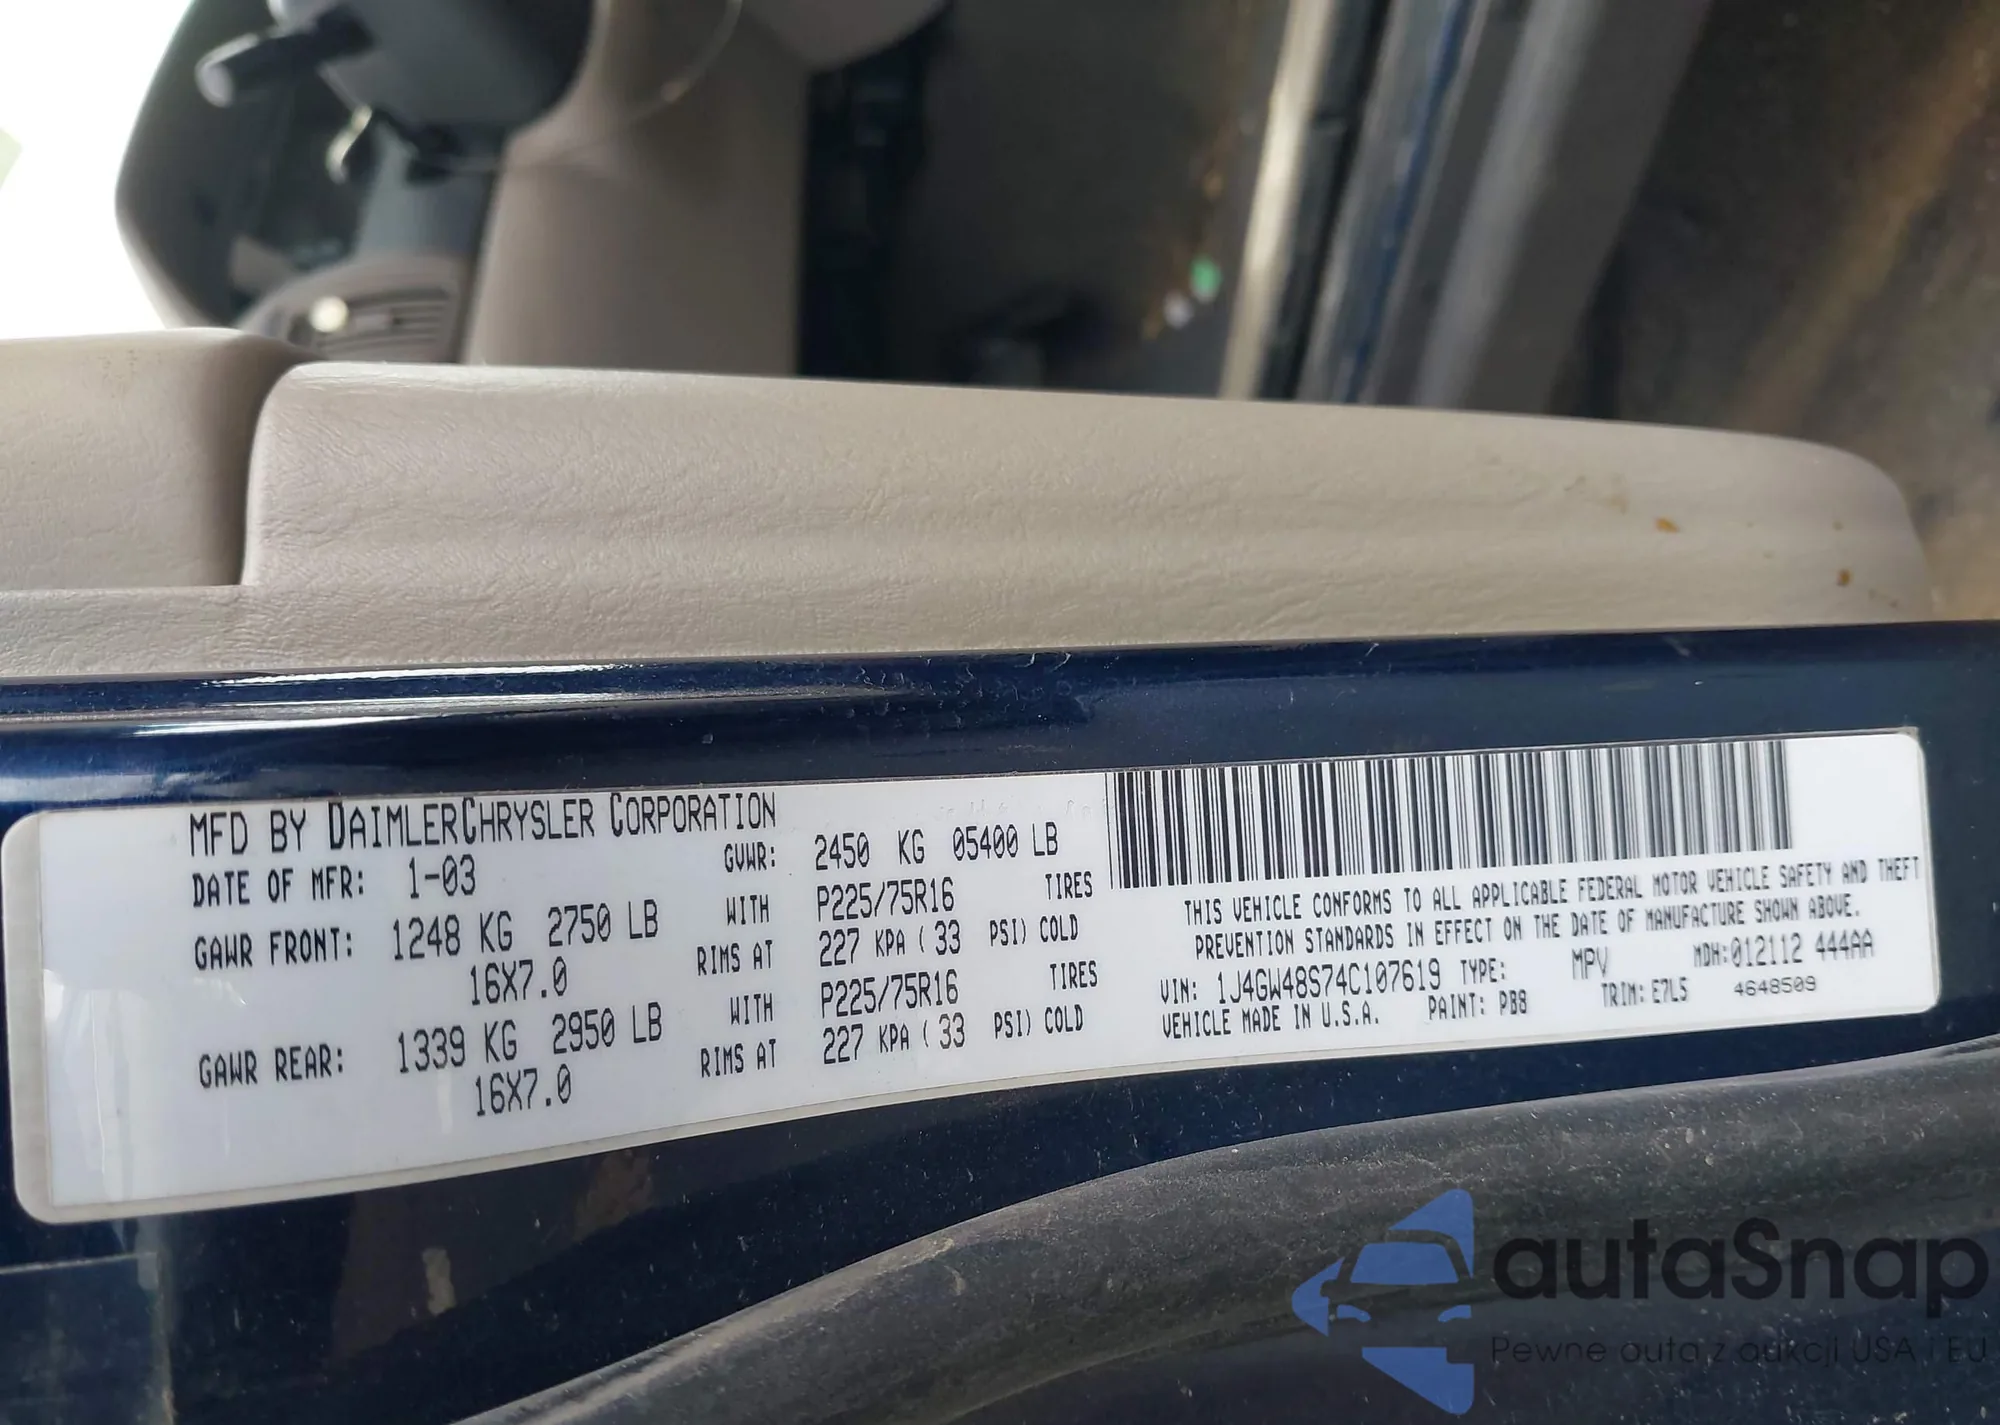 MFD BY DAIMLERCHRYSLER CORPORATION
DATE OF MFR: 1-03 GVWR: 2450 KG 05400 LB
GAWR FRONT: 1248 KG 2750 LB WITH P225/75R16 TIRES
16X7.0 RIMS AT 227 KPA ( 33 PSI) COLD
GAWR REAR: 1339 KG 2950 LB WITH P225/75R16 TIRES
16X7.0 RIMS AT 227 KPA ( 33 PSI) COLD
THIS VEHICLE CONFORMS TO ALL APPLICABLE FEDERAL MOTOR VEHICLE SAFETY AND THEFT
PREVENTION STANDARDS IN EFFECT ON THE DATE OF MANUFACTURE SHOWN ABOVE.
VIN: 1J4GW48S74C107619 TYPE: MPV MDH:012112 444AA
VEHICLE MADE IN U.S.A. PAINT: PB8 TRIM: E7L5 4648509
autaSnap
Pewne auta z aukcji USA i EU